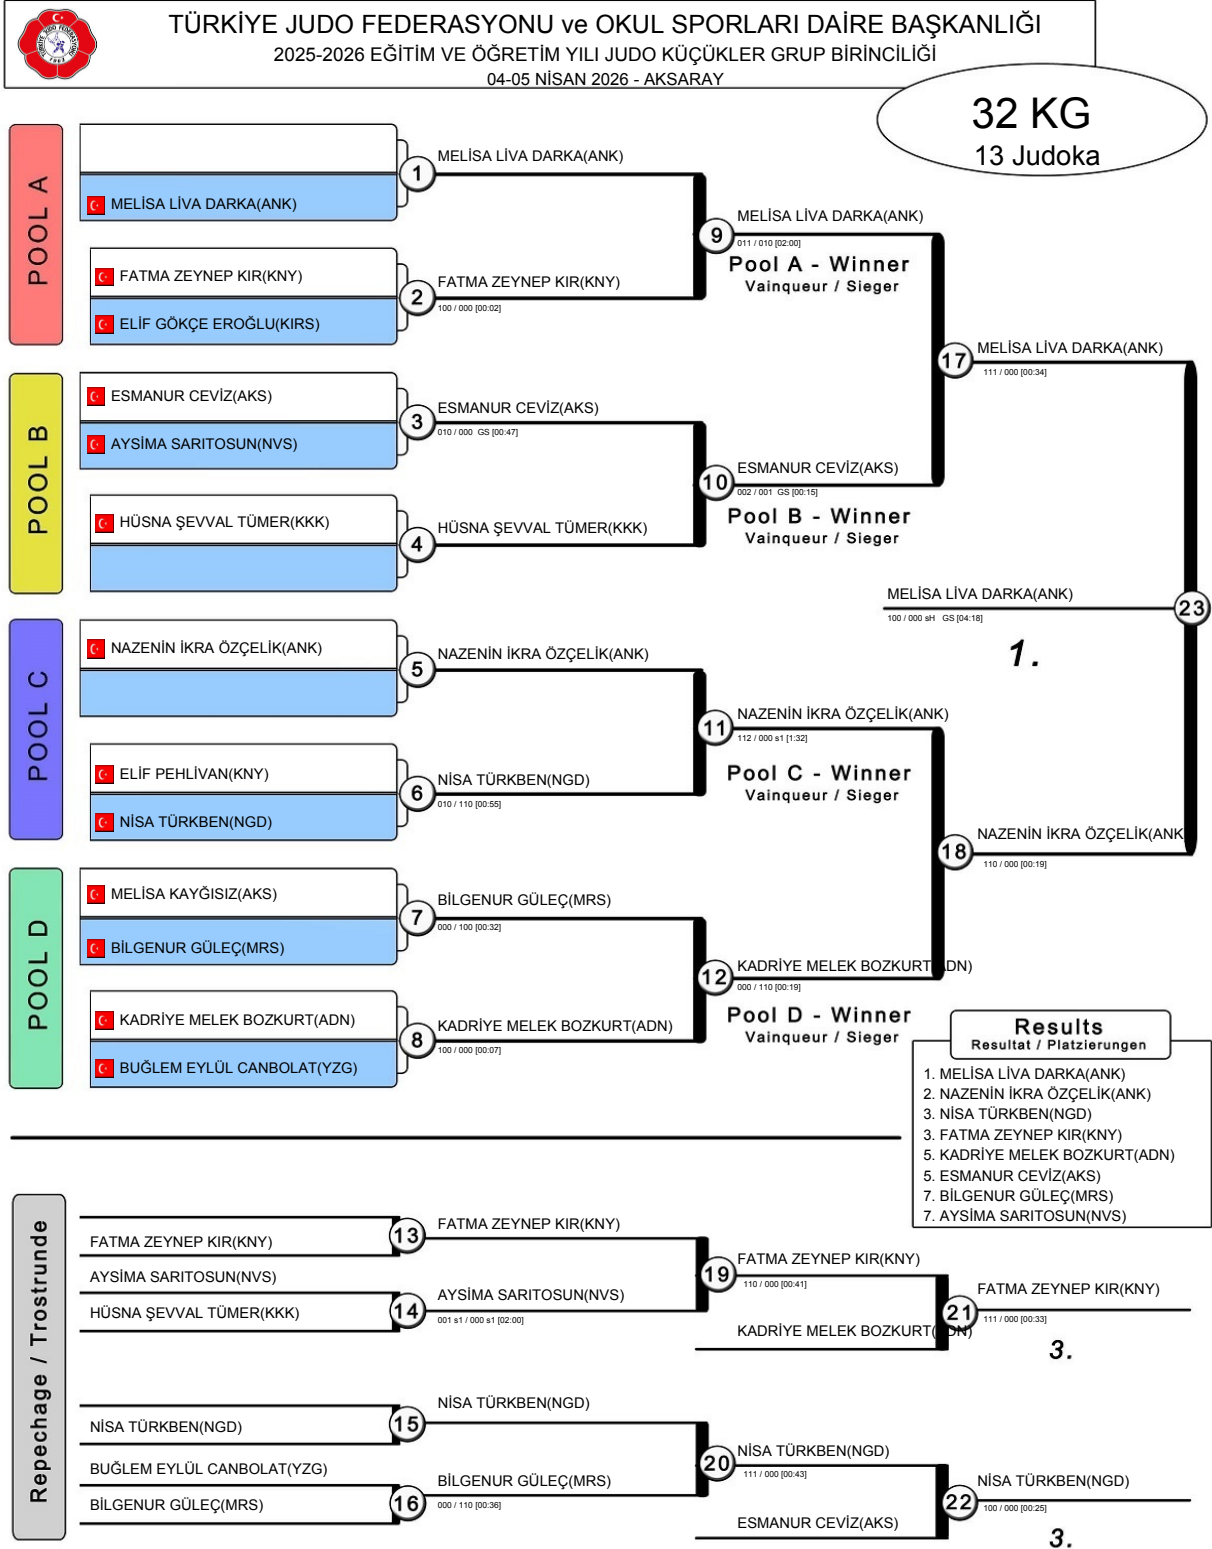 TÜRKİYE JUDO FEDERASYONU ve OKUL SPORLARI DAİRE BAŞKANLIĞI
2025-2026 EĞİTİM VE ÖĞRETİM YILI JUDO KÜÇÜKLER GRUP BİRİNCİLİĞİ
04-05 NİSAN 2026 - AKSARAY
32 KG
13 Judoka
POOL A
1
MELİSA LİVA DARKA(ANK)
MELİSA LİVA DARKA(ANK)
FATMA ZEYNEP KIR(KNY)
ELİF GÖKÇE EROĞLU(KIRS)
2
FATMA ZEYNEP KIR(KNY)
100 / 000 [00:02]
9
MELİSA LİVA DARKA(ANK)
011 / 010 [02:00]
Pool A - Winner
Vainqueur / Sieger
POOL B
ESMANUR CEVİZ(AKS)
AYSİMA SARITOSUN(NVS)
3
ESMANUR CEVİZ(AKS)
010 / 000 GS [00:47]
HÜSNA ŞEVVAL TÜMER(KKK)
4
HÜSNA ŞEVVAL TÜMER(KKK)
10
ESMANUR CEVİZ(AKS)
002 / 001 GS [00:15]
Pool B - Winner
Vainqueur / Sieger
17
MELİSA LİVA DARKA(ANK)
111 / 000 [00:34]
MELİSA LİVA DARKA(ANK)
100 / 000 sH GS [04:18]
23
1.
POOL C
NAZENİN İKRA ÖZÇELİK(ANK)
5
NAZENİN İKRA ÖZÇELİK(ANK)
ELİF PEHLİVAN(KNY)
NİSA TÜRKBEN(NGD)
6
NİSA TÜRKBEN(NGD)
010 / 110 [00:55]
11
NAZENİN İKRA ÖZÇELİK(ANK)
112 / 000 s1 [1:32]
Pool C - Winner
Vainqueur / Sieger
18
NAZENİN İKRA ÖZÇELİK(ANK
110 / 000 [00:19]
POOL D
MELİSA KAYĞISIZ(AKS)
BİLGENUR GÜLEÇ(MRS)
7
BİLGENUR GÜLEÇ(MRS)
000 / 100 [00:32]
KADRİYE MELEK BOZKURT(ADN)
BUĞLEM EYLÜL CANBOLAT(YZG)
8
KADRİYE MELEK BOZKURT(ADN)
100 / 000 [00:07]
12
KADRİYE MELEK BOZKURT(ADN)
000 / 110 [00:19]
Pool D - Winner
Vainqueur / Sieger
Results
Resultat / Platzierungen
1. MELİSA LİVA DARKA(ANK)
2. NAZENİN İKRA ÖZÇELİK(ANK)
3. NİSA TÜRKBEN(NGD)
3. FATMA ZEYNEP KIR(KNY)
5. KADRİYE MELEK BOZKURT(ADN)
5. ESMANUR CEVİZ(AKS)
7. BİLGENUR GÜLEÇ(MRS)
7. AYSİMA SARITOSUN(NVS)
Repechage / Trostrunde
FATMA ZEYNEP KIR(KNY)
13
FATMA ZEYNEP KIR(KNY)
AYSİMA SARITOSUN(NVS)
HÜSNA ŞEVVAL TÜMER(KKK)
14
AYSİMA SARITOSUN(NVS)
001 s1 / 000 s1 [02:00]
19
FATMA ZEYNEP KIR(KNY)
110 / 000 [00:41]
KADRİYE MELEK BOZKURT(ADN)
21
FATMA ZEYNEP KIR(KNY)
111 / 000 [00:33]
3.
NİSA TÜRKBEN(NGD)
15
NİSA TÜRKBEN(NGD)
BUĞLEM EYLÜL CANBOLAT(YZG)
BİLGENUR GÜLEÇ(MRS)
16
BİLGENUR GÜLEÇ(MRS)
000 / 110 [00:36]
20
NİSA TÜRKBEN(NGD)
111 / 000 [00:43]
ESMANUR CEVİZ(AKS)
22
NİSA TÜRKBEN(NGD)
100 / 000 [00:25]
3.